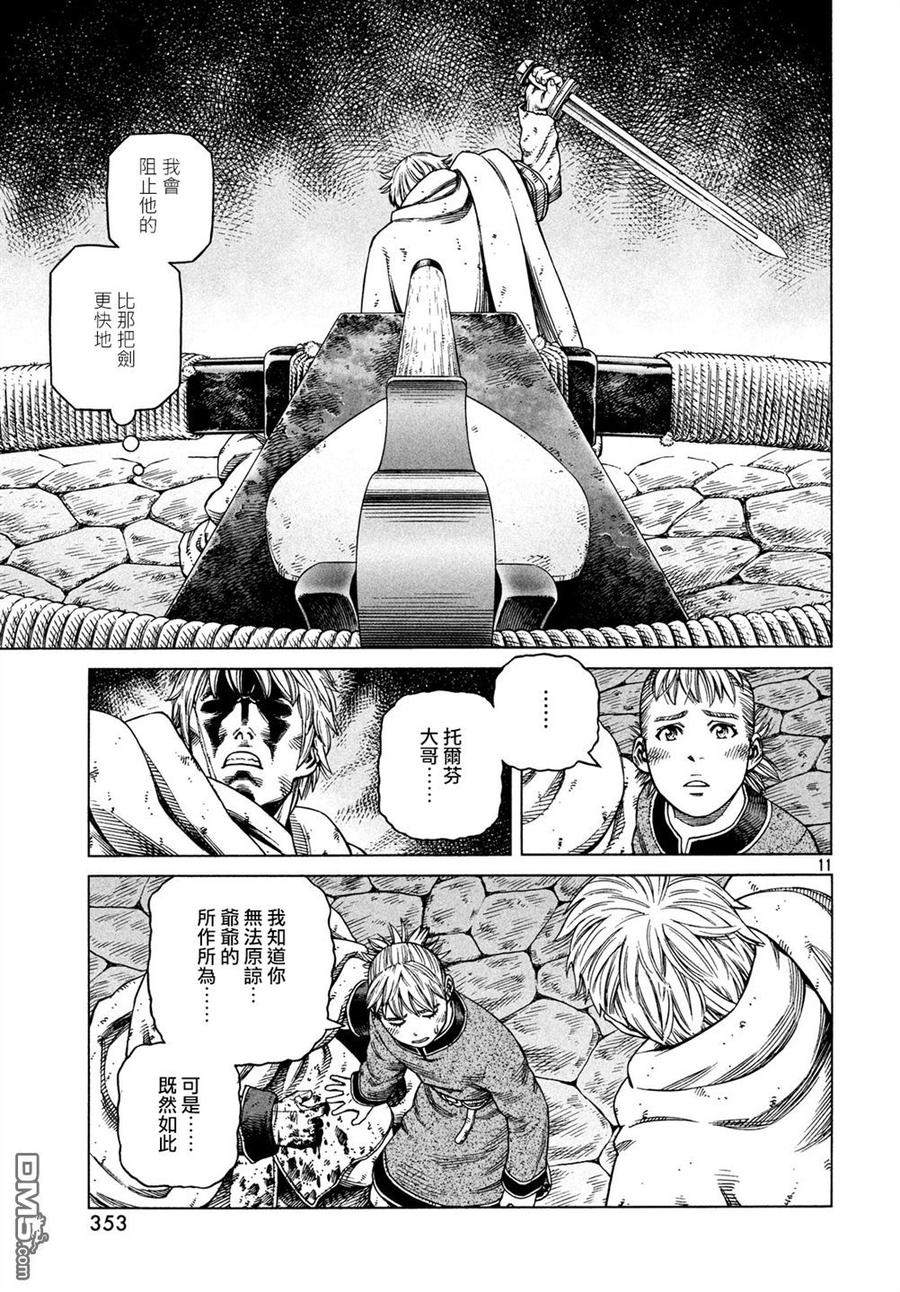 我會
阻止他的
比那把劍
更快地
……
托爾芬
大哥……
11
我知道你
無法原諒…
爺爺的
所作所為……
可是……
既然如此
353
DM5.com